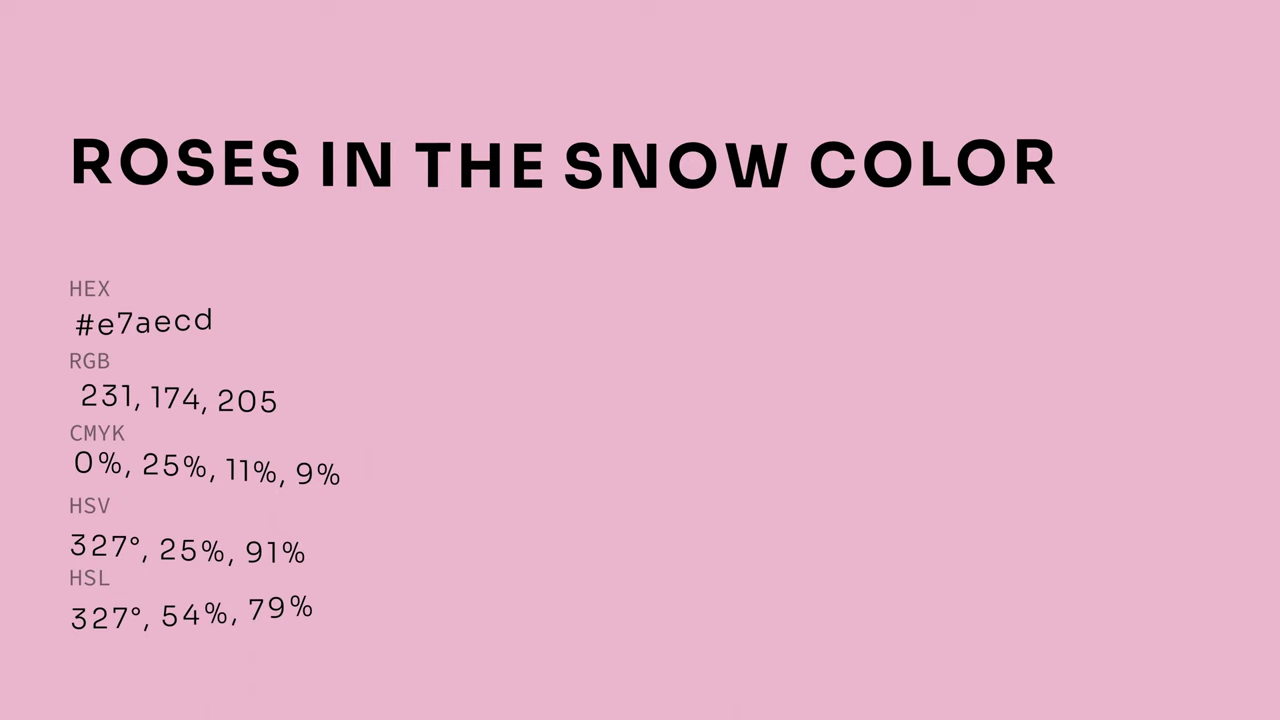 ROSES IN THE SNOW COLOR
HEX
#e7aecd
RGB
231, 174, 205
CMYK
0%, 25%, 11%, 9%
HSV
327°, 25%, 91%
HSL
327°, 54%, 79%